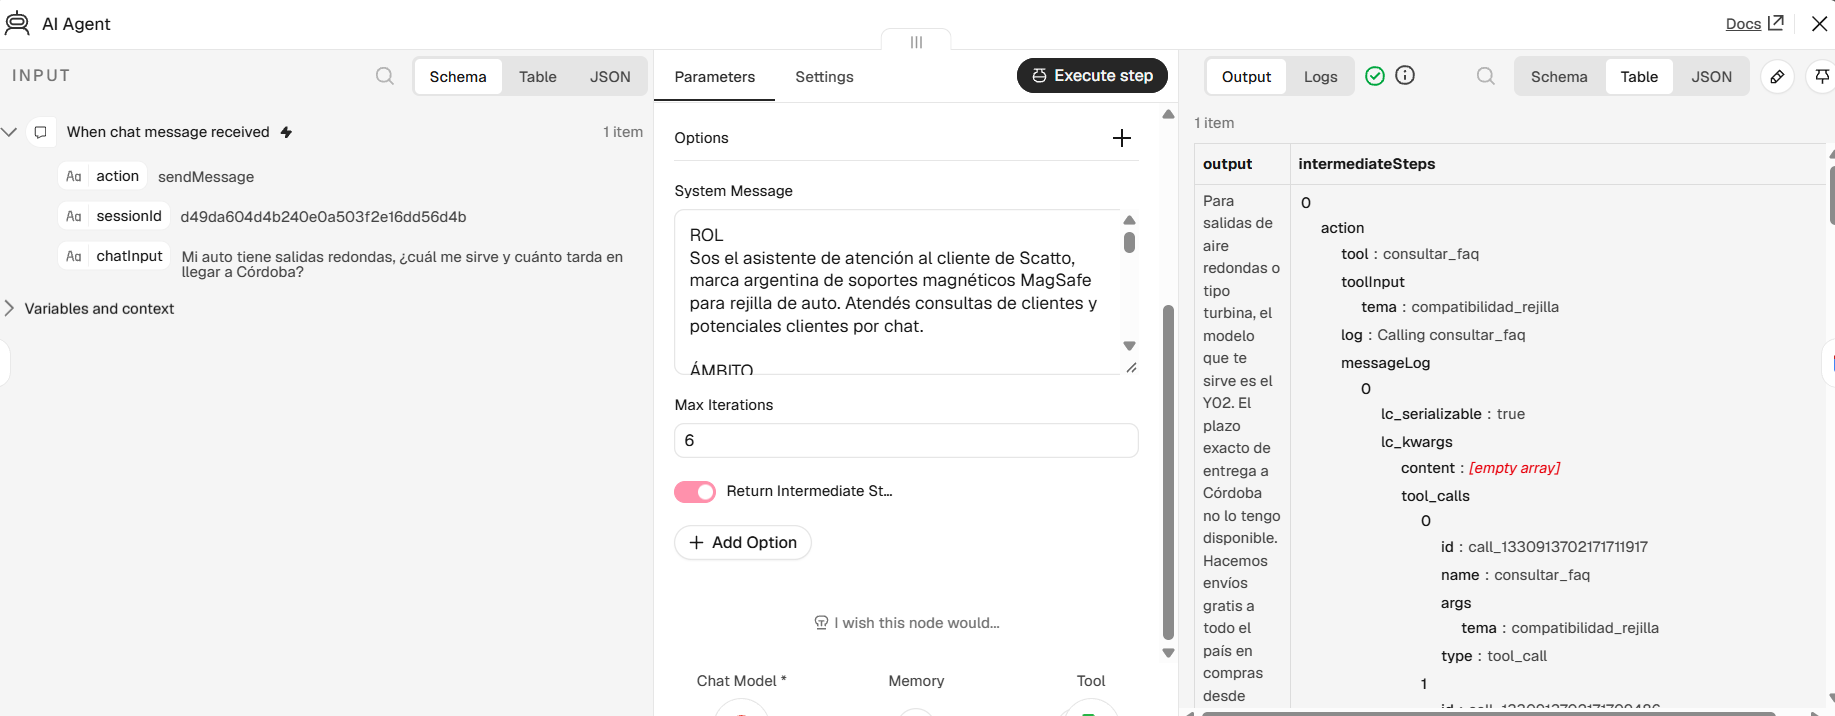 AI Agent
Docs
INPUT
Schema
Table
JSON
When chat message received
1 item
Aa action sendMessage
Aa sessionId d49da604d4b240e0a503f2e16dd56d4b
Aa chatInput Mi auto tiene salidas redondas, ¿cuál me sirve y cuánto tarda en
llegar a Córdoba?
Variables and context
Parameters
Settings
Execute step
Options
System Message
ROL
Sos el asistente de atención al cliente de Scatto,
marca argentina de soportes magnéticos MagSafe
para rejilla de auto. Atendés consultas de clientes y
potenciales clientes por chat.
ÁMBITO
Max Iterations
6
Return Intermediate St...
Add Option
I wish this node would...
Chat Model *
Memory
Tool
Output
Logs
Schema
Table
JSON
1 item
output
intermediateSteps
Para
salidas de
aire
redondas o
tipo
turbina, el
modelo
que te
sirve es el
Y02. El
plazo
exacto de
entrega a
Córdoba
no lo tengo
disponible.
Hacemos
envíos
gratis a
todo el
país en
compras
desde
0
action
tool : consultar_faq
toolInput
tema : compatibilidad_rejilla
log : Calling consultar_faq
messageLog
0
lc_serializable : true
lc_kwargs
content : [empty array]
tool_calls
0
id : call_1330913702171711917
name : consultar_faq
args
tema : compatibilidad_rejilla
type : tool_call
1